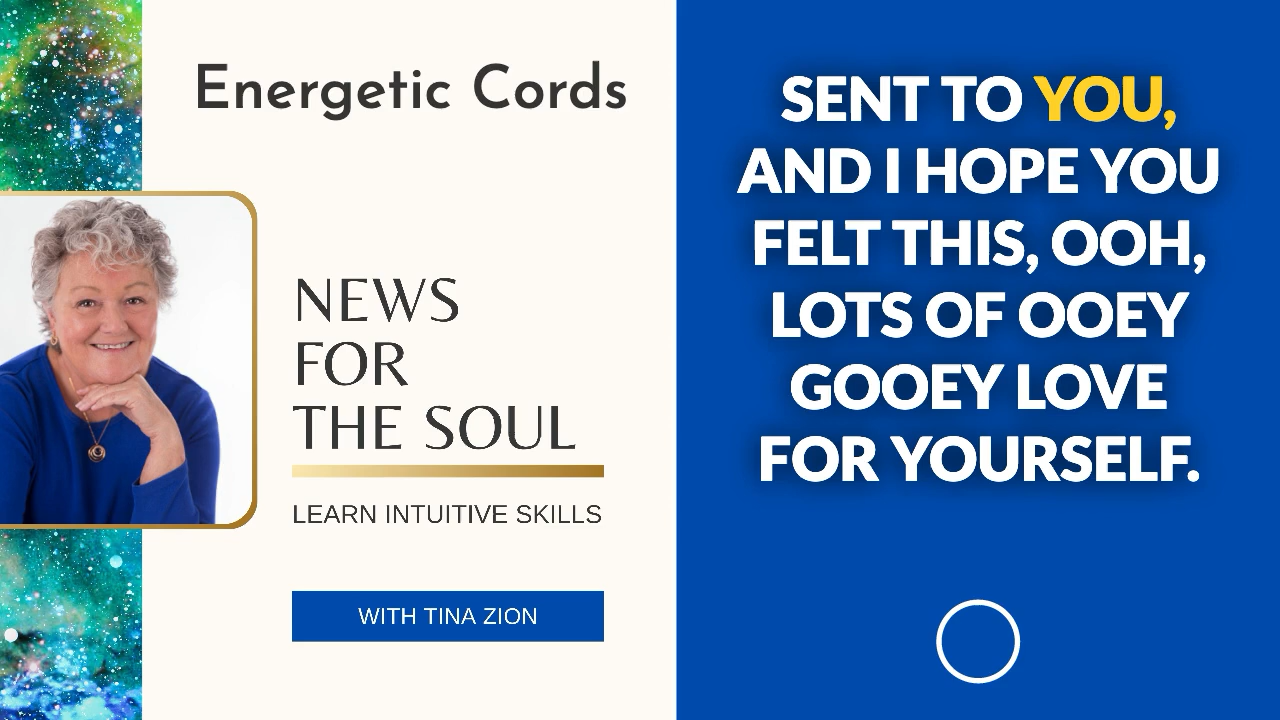 Energetic Cords
NEWS
FOR
THE SOUL
LEARN INTUITIVE SKILLS
WITH TINA ZION
SENT TO YOU,
AND I HOPE YOU
FELT THIS, OOH,
LOTS OF OOEY
GOOEY LOVE
FOR YOURSELF.